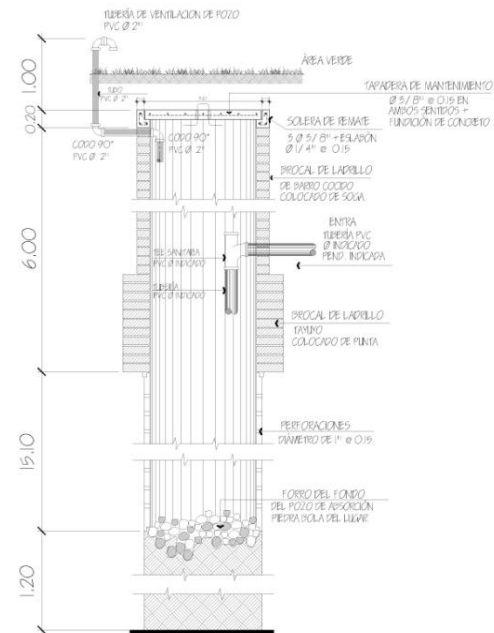 TUBERÍA DE VENTILACION DE POZO
PVC Ø 2"
ÁREA VERDE
1.00
TUBO
PVC Ø 2"
TAPADERA DE MANTENIMIENTO
Ø 3/8" @ 0.15 EN
AMBOS SENTIDOS +
FUNDICIÓN DE CONCRETO
0.20
CODO 90°
PVC Ø 2"
CODO 90°
PVC Ø 2"
SOLERA DE REMATE
3 Ø 3/8" + ESLABÓN
Ø 1/4" @ 0.15
BROCAL DE LADRILLO
DE BARRO COCIDO
COLOCADO DE SOGA
6.00
ENTRA
TUBERÍA PVC
Ø INDICADO
PEND. INDICADA
TEE SANITARIA
PVC Ø INDICADO
TUBERIA
PVC Ø INDICADO
BROCAL DE LADRILLO
TAYUYO
COLOCADO DE PUNTA
15.10
PERFORACIONES
DIÁMETRO DE 1" @ 0.15
FORRO DEL FONDO
DEL POZO DE ABSORCIÓN
PIEDRA BOLA DEL LUGAR
1.20